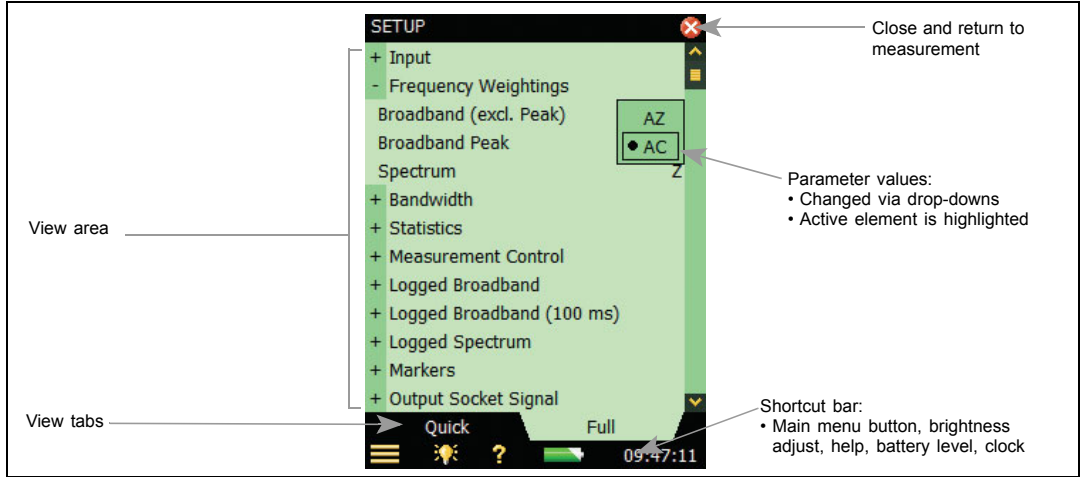 SETUP
+ Input
- Frequency Weightings
Broadband (excl. Peak)
AZ
Broadband Peak
• AC
Spectrum
Z
+ Bandwidth
+ Statistics
+ Measurement Control
+ Logged Broadband
+ Logged Broadband (100 ms)
+ Logged Spectrum
+ Markers
+ Output Socket Signal
Quick
Full
?
09:47:11
View area
View tabs
Close and return to
measurement
Parameter values:
• Changed via drop-downs
• Active element is highlighted
Shortcut bar:
• Main menu button, brightness
adjust, help, battery level, clock